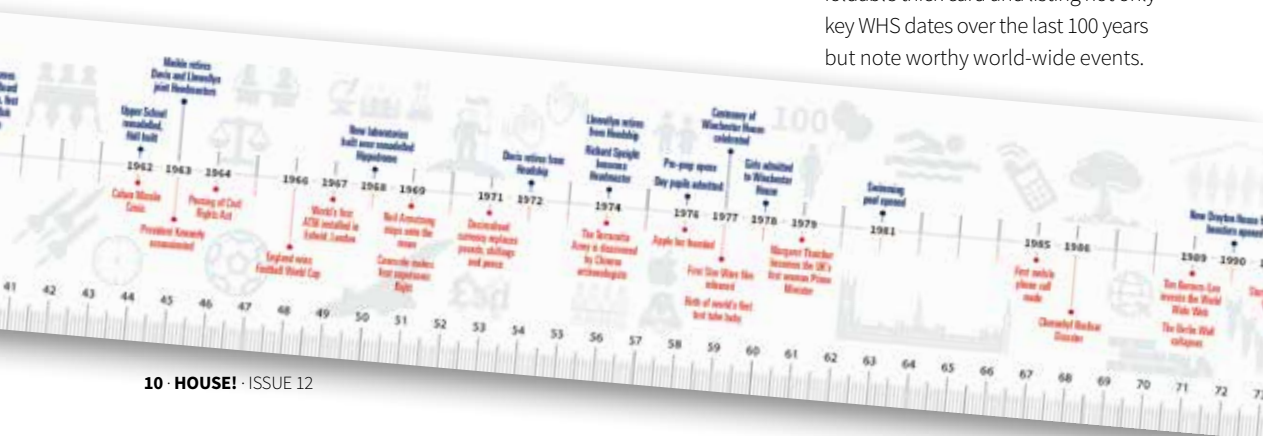 key WHS dates over the last 100 years
but note worthy world-wide events.
Meikle retires
Davis and Llewellyn
joint Headmasters
Upper School
remodelled,
Hall built
New laboratories
built over remodelled
Hippodrome
Davis retires from
Headship
Llewellyn retires
from Headship
Richard Speight
becomes
Headmaster
Pre-prep opens
Day pupils admitted
Centenary of
Winchester House
celebrated
Girls admitted
to Winchester
House
100
Swimming
pool opened
New Drayton House f
boarders opened
1962 1963 1964 1966 1967 1968 1969 1971 1972 1974 1976 1977 1978 1979 1981 1985 1986 1989 1990
Cuban Missile
Crisis
President Kennedy
assassinated
Passing of Civil
Rights Act
England wins
Football World Cup
World's first
ATM installed in
Enfield, London
Neil Armstrong
steps onto the
moon
Concorde makes
first supersonic
flight
Decimalised
currency replaces
pounds, shillings
and pence
The Terracotta
Army is discovered
by Chinese
archaeologists
Apple Inc founded
First Star Wars film
released
Birth of world's first
test tube baby
Margaret Thatcher
becomes the UK's
first woman Prime
Minister
First mobile
phone call
made
Chernobyl Nuclear
Disaster
Tim Berners-Lee
invents the World
Wide Web
The Berlin Wall
collapses
£sd
41 42 43 44 45 46 47 48 49 50 51 52 53 54 55 56 57 58 59 60 61 62 63 64 65 66 67 68 69 70 71 72
10 · HOUSE! · ISSUE 12